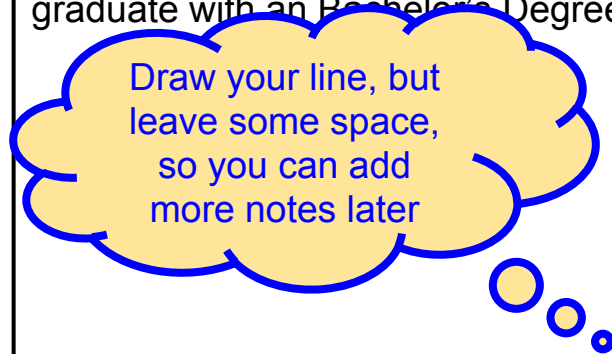 graduate with an Bachelor's Degree
Draw your line, but
leave some space,
so you can add
more notes later